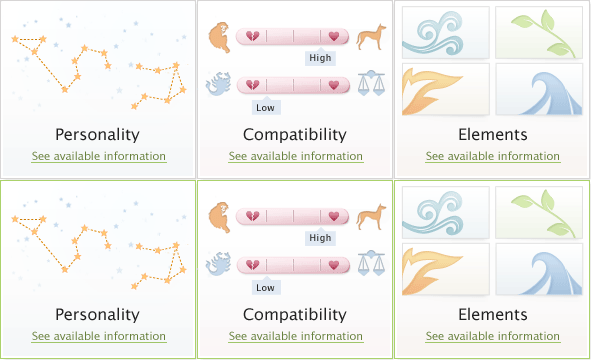 High
Low
Personality
See available information
Compatibility
See available information
Elements
See available information
High
Low
Personality
See available information
Compatibility
See available information
Elements
See available information